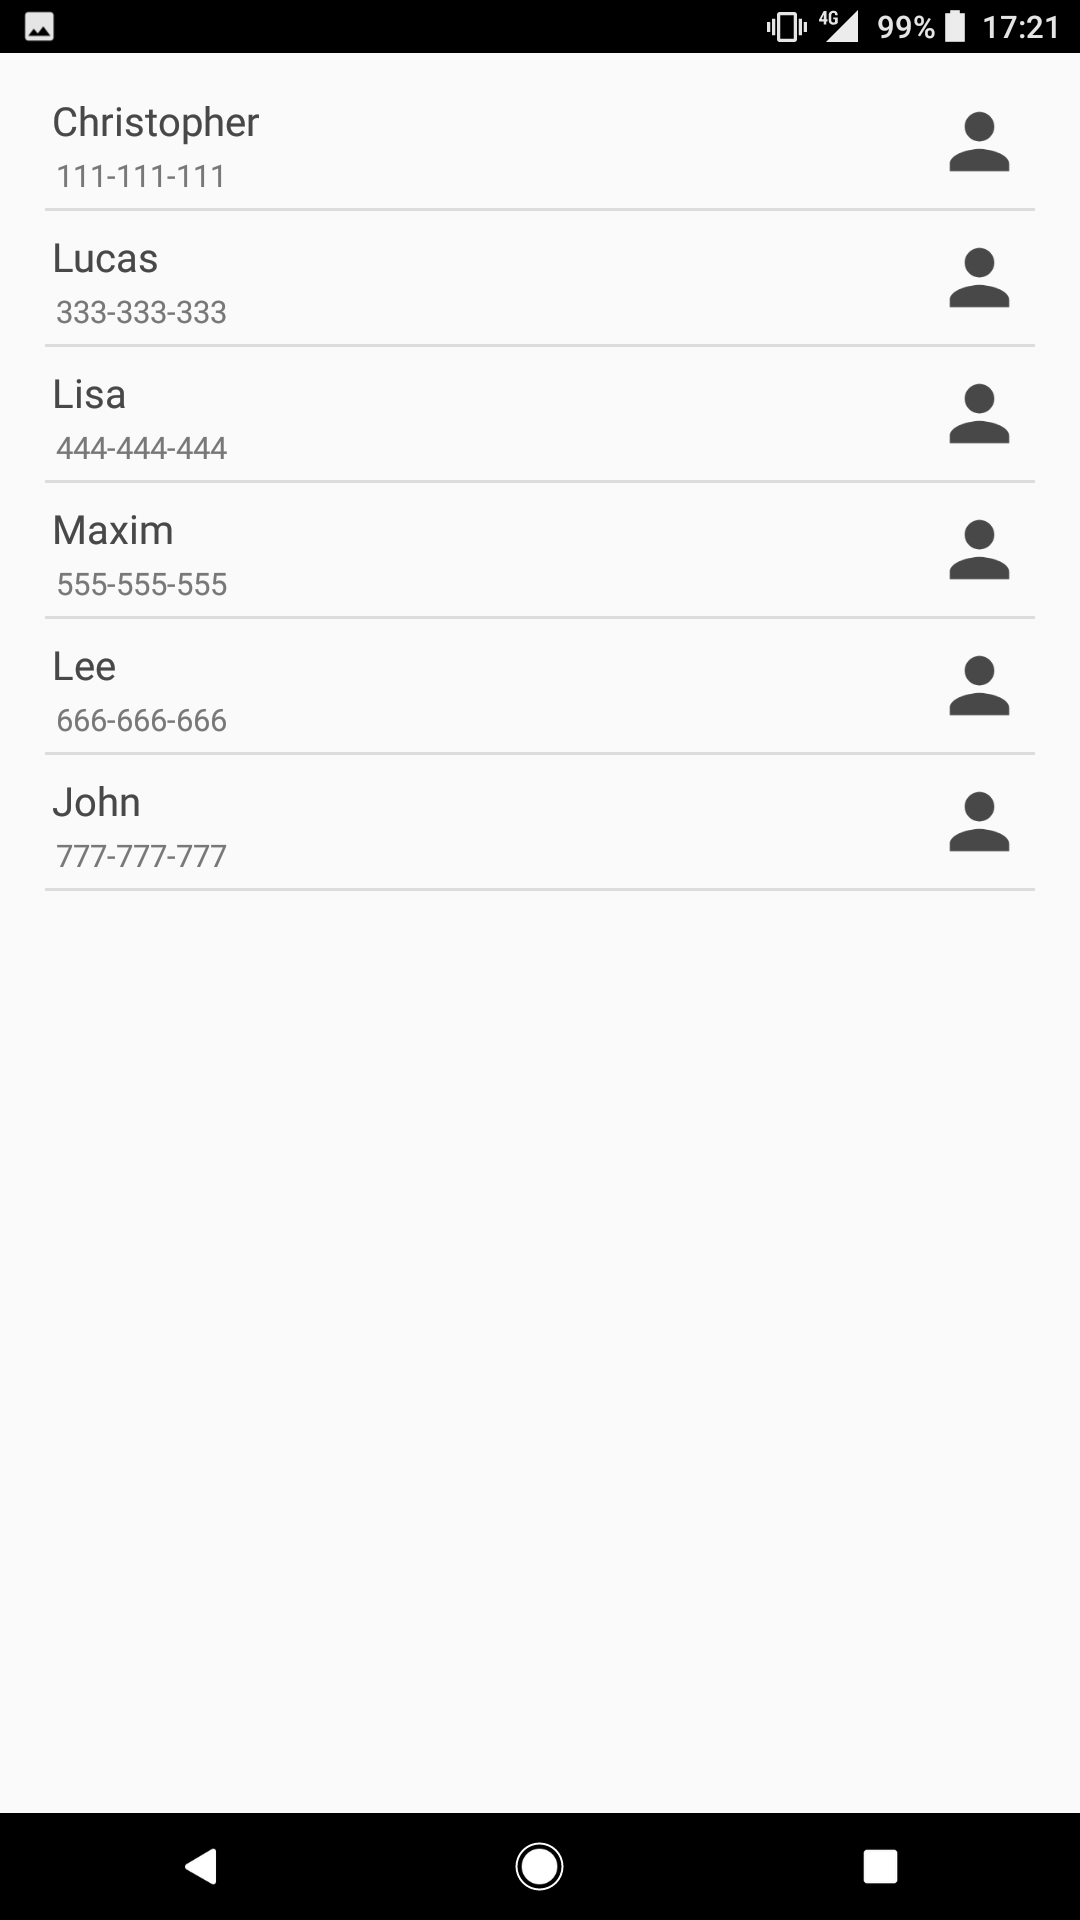 4G 99% 17:21
Christopher
111-111-111
Lucas
333-333-333
Lisa
444-444-444
Maxim
555-555-555
Lee
666-666-666
John
777-777-777